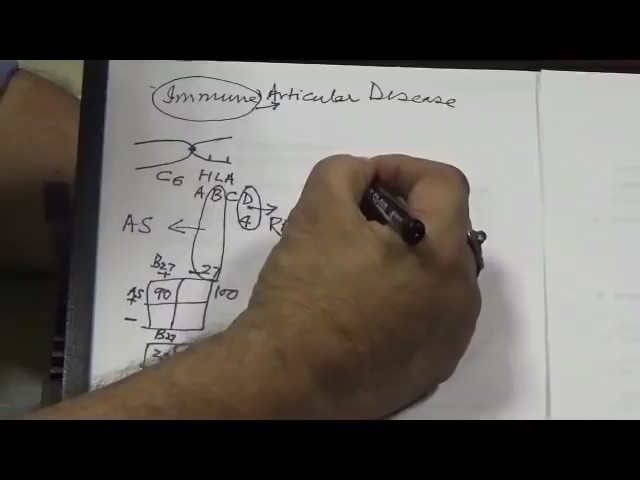 Immune Articular Disease
C6 HLA
A B C D
4
AS
27
B27
+
AS 90 100
+
-
B27